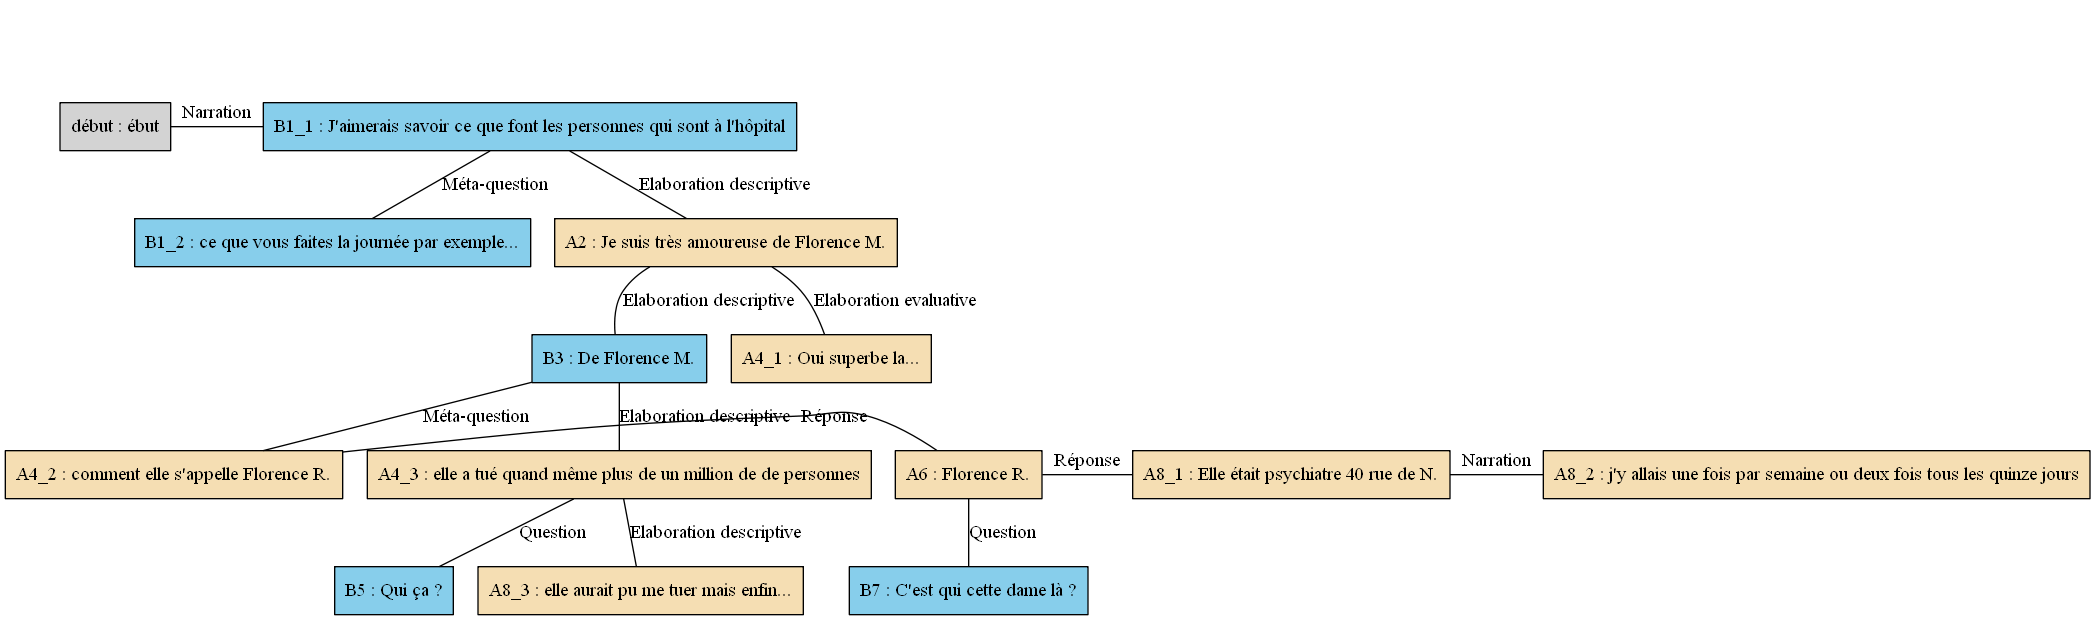 Narration
début : ébut
B1_1 : J'aimerais savoir ce que font les personnes qui sont à l'hôpital
Méta-question
Elaboration descriptive
B1_2 : ce que vous faites la journée par exemple...
A2 : Je suis très amoureuse de Florence M.
Elaboration descriptive
Elaboration evaluative
B3 : De Florence M.
A4_1 : Oui superbe la...
Méta-question
Elaboration descriptive
Réponse
A4_2 : comment elle s'appelle Florence R.
A4_3 : elle a tué quand même plus de un million de de personnes
A6 : Florence R.
Réponse
A8_1 : Elle était psychiatre 40 rue de N.
Narration
A8_2 : j'y allais une fois par semaine ou deux fois tous les quinze jours
Question
Elaboration descriptive
Question
B5 : Qui ça ?
A8_3 : elle aurait pu me tuer mais enfin...
B7 : C'est qui cette dame là ?